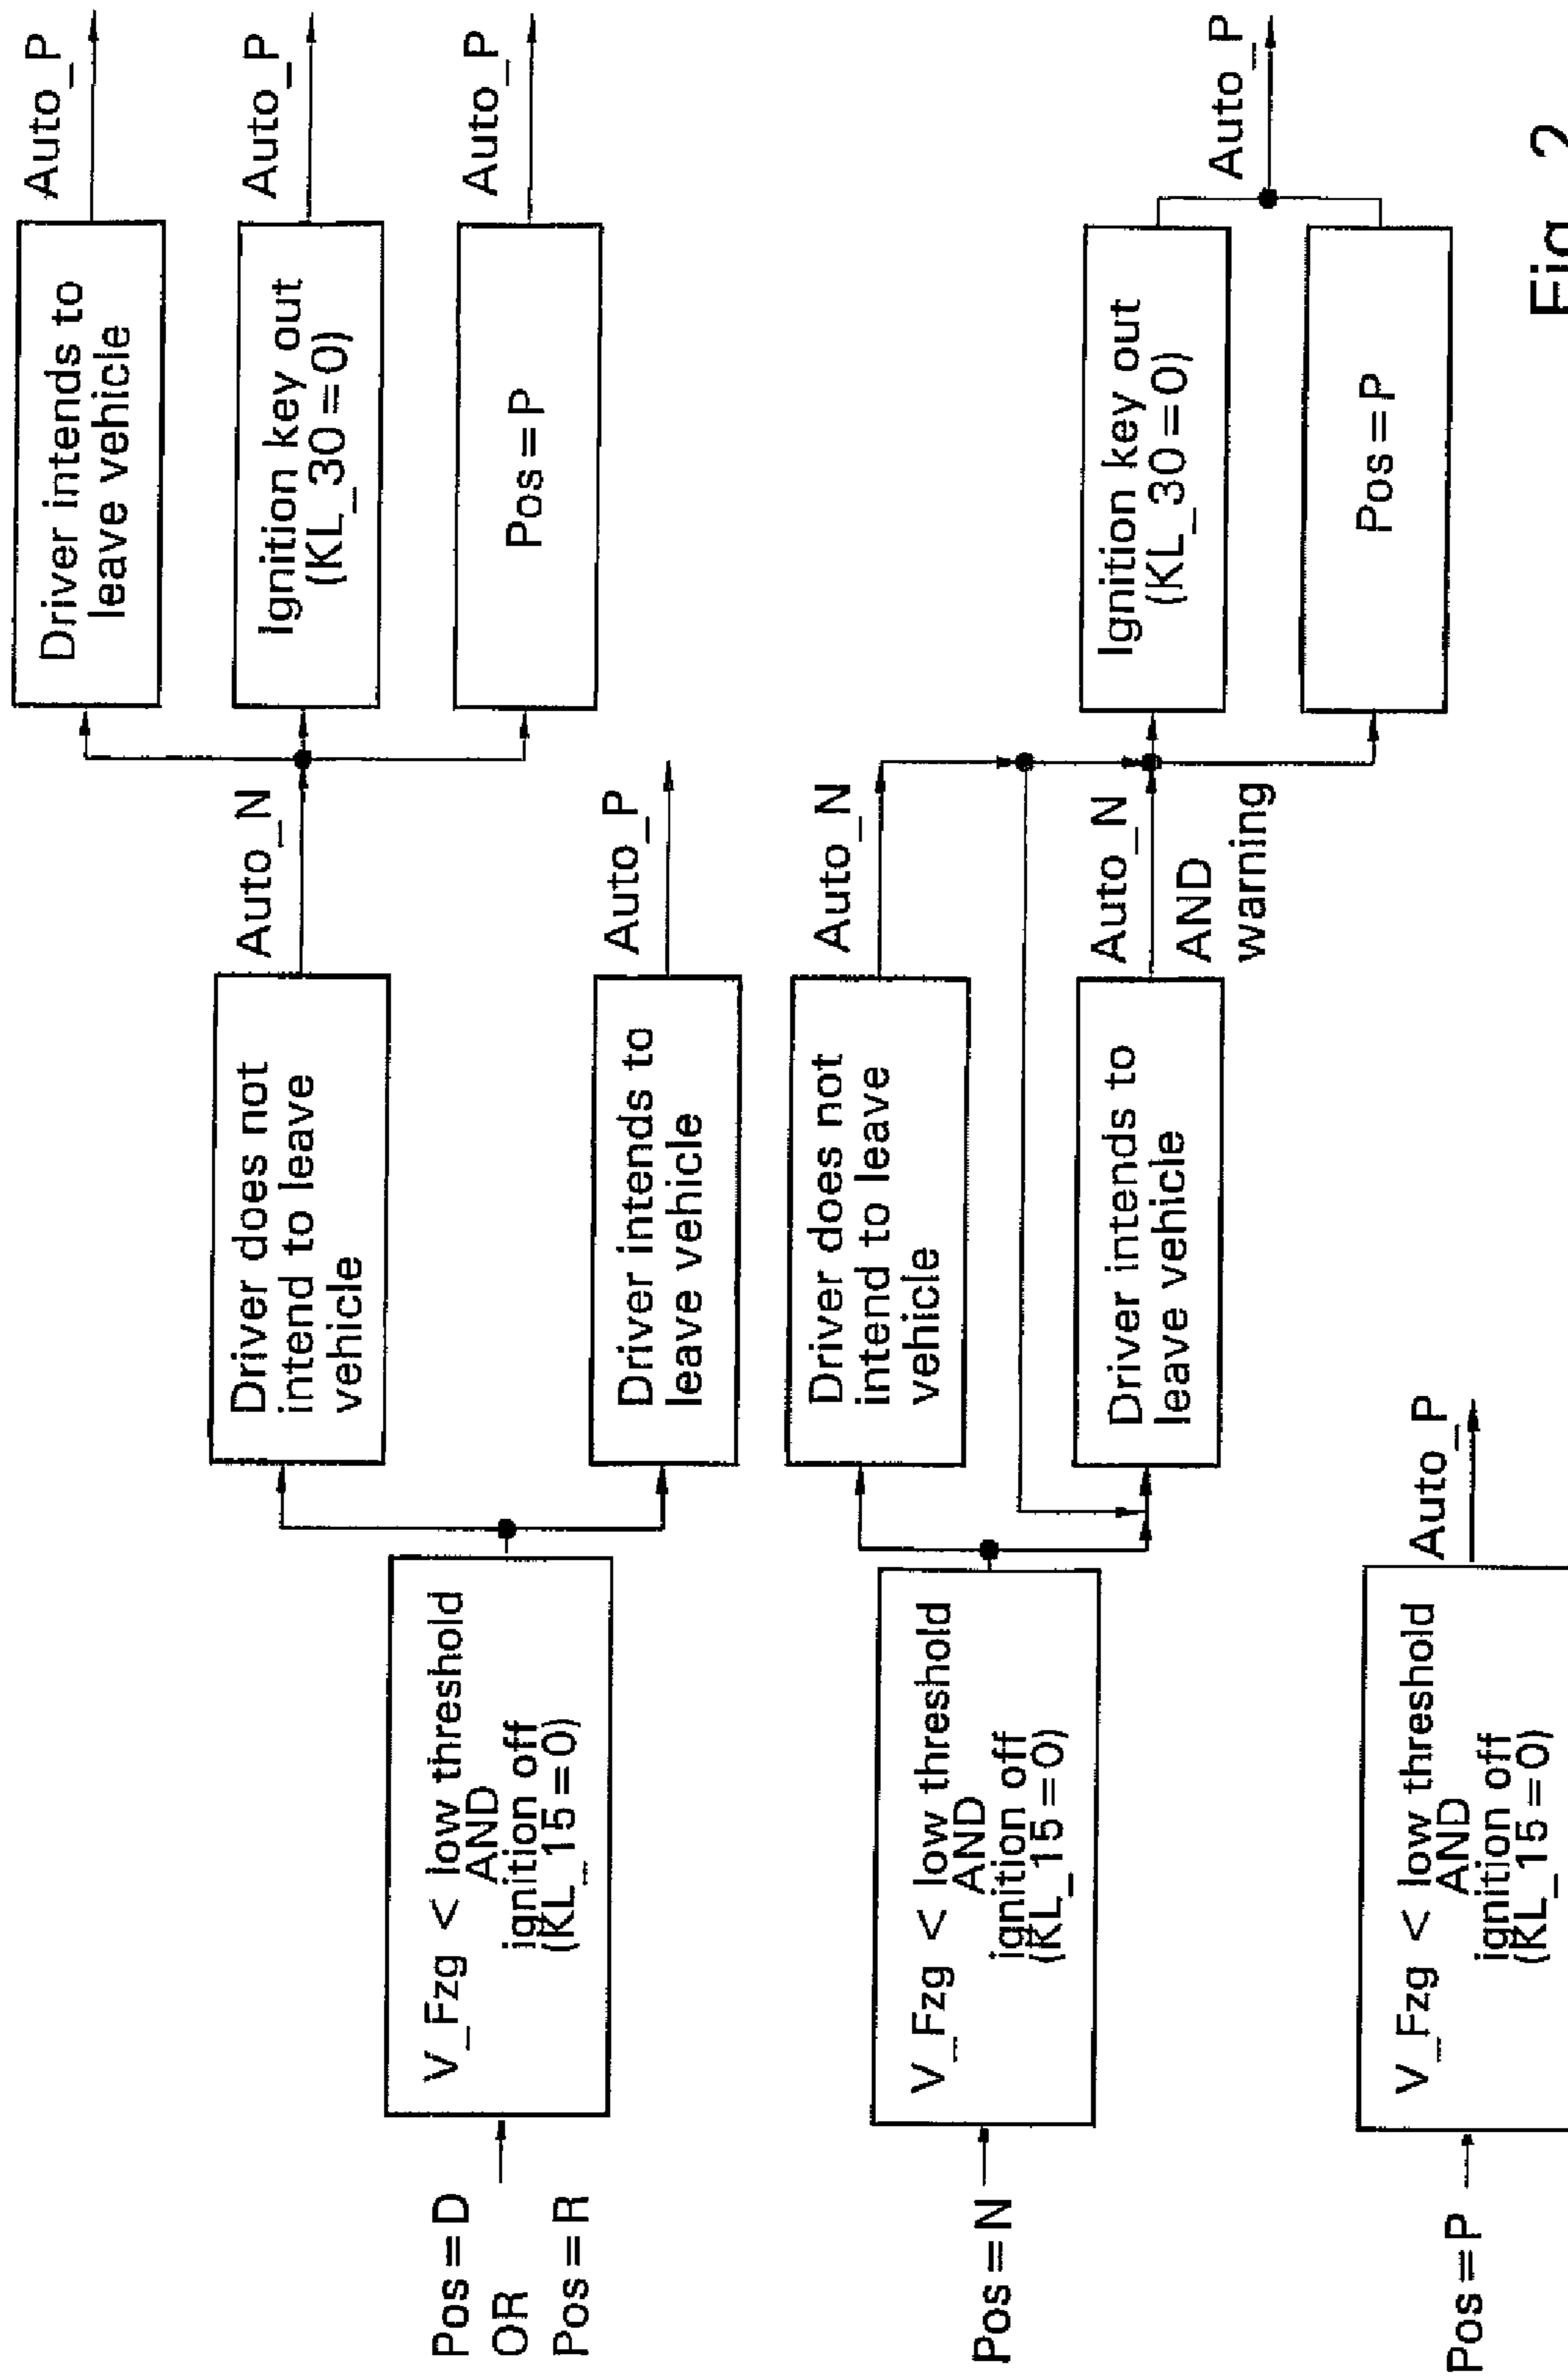 Pos=D
OR
Pos=R
V_Fzg < low threshold
AND
ignition off
(KL_15=0)
Driver does not
intend to leave
vehicle
Auto_N
Driver intends to
leave vehicle
Auto_P
Ignition key out
(KL_30=0)
Auto_P
Pos=P
Auto_P
Driver intends to
leave vehicle
Auto_P
Pos=N
V_Fzg < low threshold
AND
ignition off
(KL_15=0)
Driver does not
intend to leave
vehicle
Auto_N
Driver intends to
leave vehicle
Auto_N
AND
warning
Ignition key out
(KL_30=0)
Pos=P
Auto_P
Pos=P
V_Fzg < low threshold
AND
ignition off
(KL_15=0)
Auto_P
Fig. 2